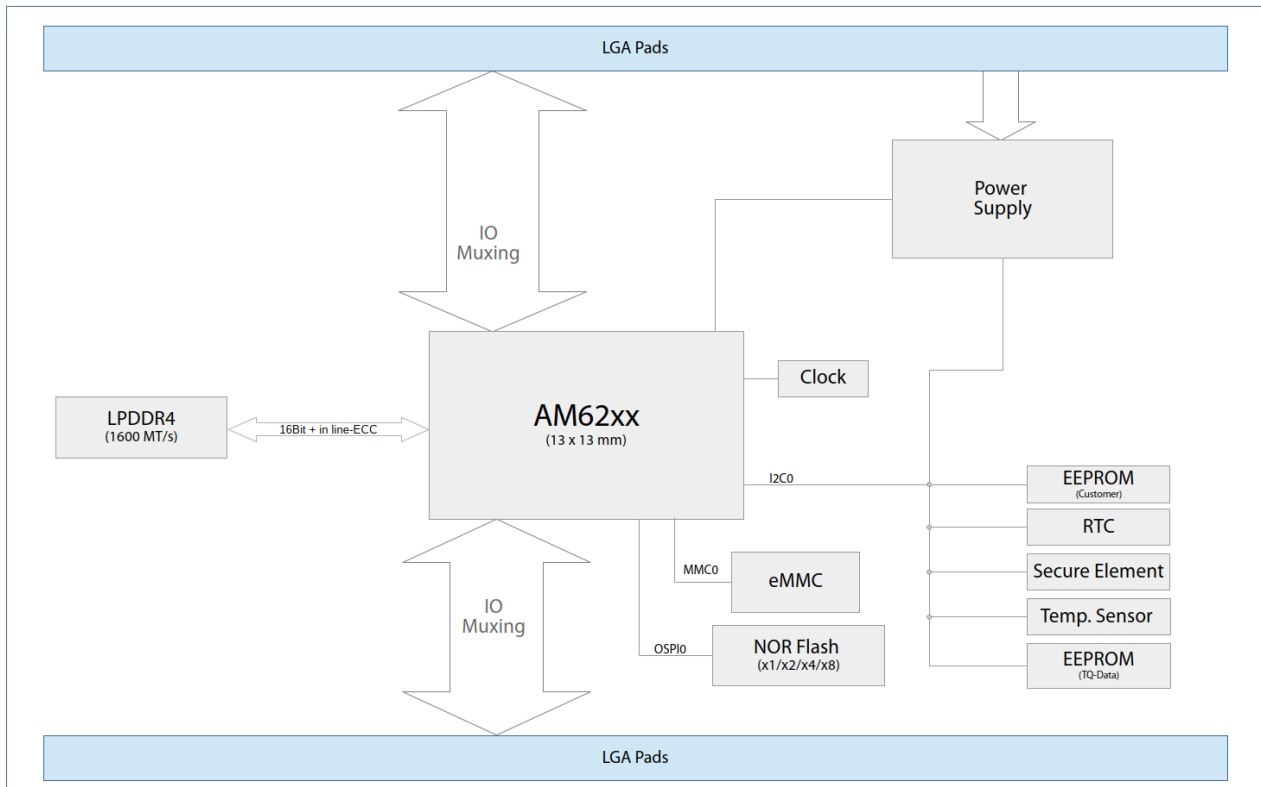 LGA Pads
Power
Supply
IO
Muxing
Clock
AM62xx
(13 x 13 mm)
LPDDR4
(1600 MT/s)
16Bit + in line-ECC
I2C0
EEPROM
(Customer)
RTC
Secure Element
Temp. Sensor
EEPROM
(TQ-Data)
MMC0
eMMC
IO
Muxing
OSPI0
NOR Flash
(x1/x2/x4/x8)
LGA Pads